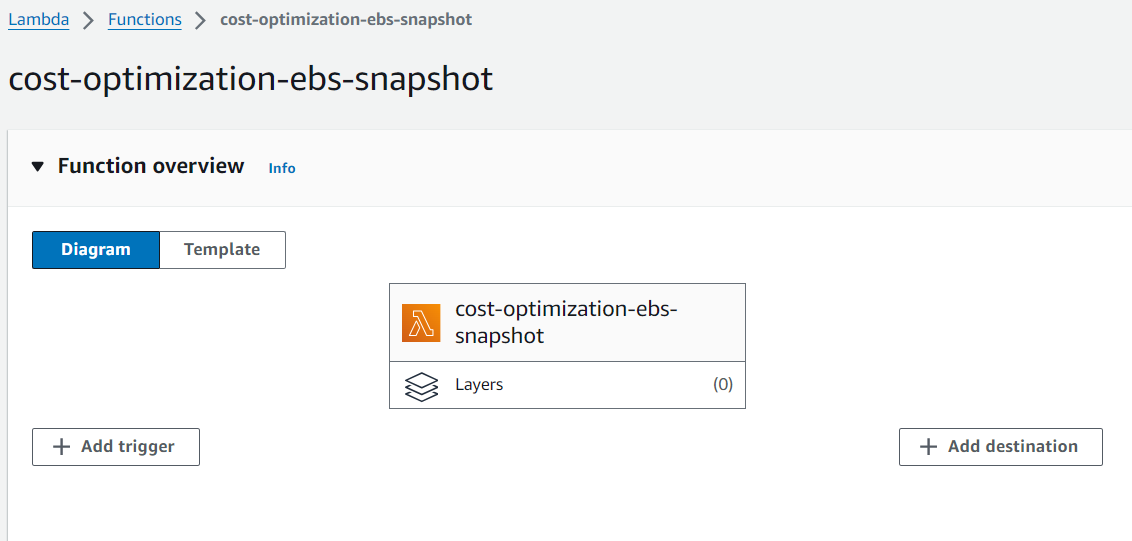 Lambda > Functions > cost-optimization-ebs-snapshot
cost-optimization-ebs-snapshot
Function overview Info
Diagram Template
cost-optimization-ebs-
snapshot
Layers (0)
+ Add trigger + Add destination